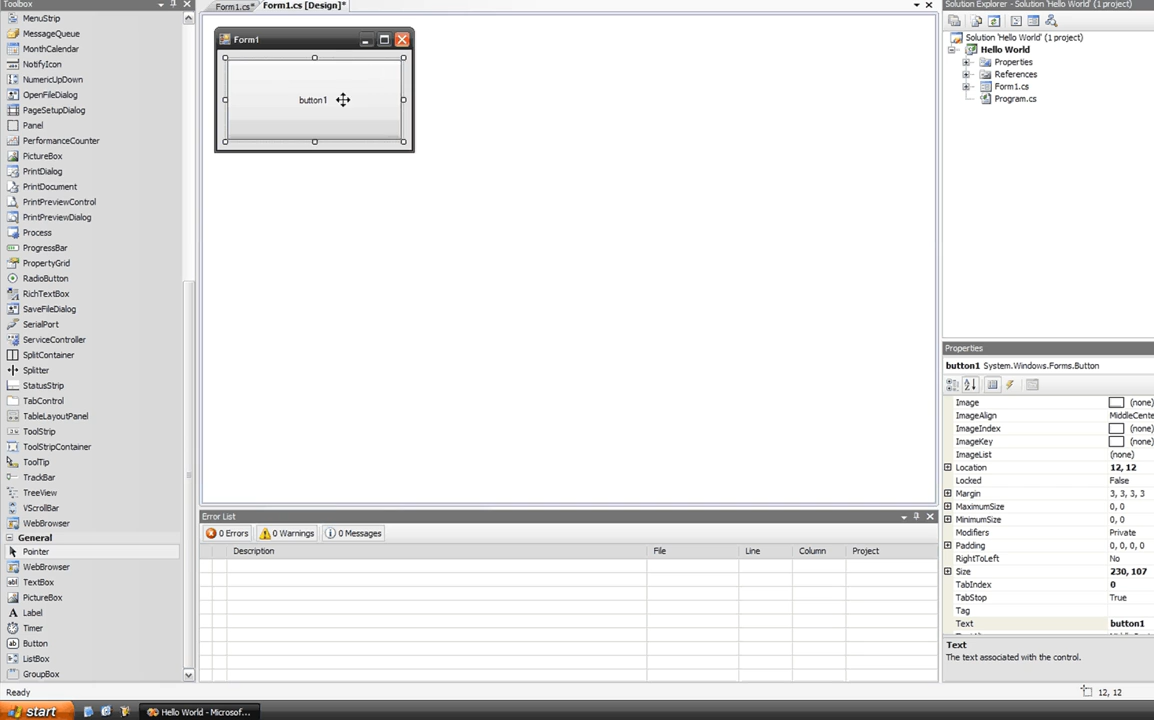 Toolbox
MenuStrip
MessageQueue
MonthCalendar
NotifyIcon
NumericUpDown
OpenFileDialog
PageSetupDialog
Panel
PerformanceCounter
PictureBox
PrintDialog
PrintDocument
PrintPreviewControl
PrintPreviewDialog
Process
ProgressBar
PropertyGrid
RadioButton
RichTextBox
SaveFileDialog
SerialPort
ServiceController
SplitContainer
Splitter
StatusStrip
TabControl
TableLayoutPanel
ToolStrip
ToolStripContainer
ToolTip
TrackBar
TreeView
VScrollBar
WebBrowser
General
Pointer
WebBrowser
TextBox
PictureBox
Label
Timer
Button
ListBox
GroupBox
Form1.cs* Form1.cs [Design]*
Form1
button1
Error List
0 Errors 0 Warnings 0 Messages
Description File Line Column Project
Solution Explorer - Solution 'Hello World' (1 project)
Solution 'Hello World' (1 project)
Hello World
Properties
References
Form1.cs
Program.cs
Properties
button1 System.Windows.Forms.Button
Image (none)
ImageAlign MiddleCente
ImageIndex (none)
ImageKey (none)
ImageList (none)
Location 12, 12
Locked False
Margin 3, 3, 3, 3
MaximumSize 0, 0
MinimumSize 0, 0
Modifiers Private
Padding 0, 0, 0, 0
RightToLeft No
Size 230, 107
TabIndex 0
TabStop True
Tag
Text button1
Text
The text associated with the control.
Ready 12, 12
start Hello World - Microsof...